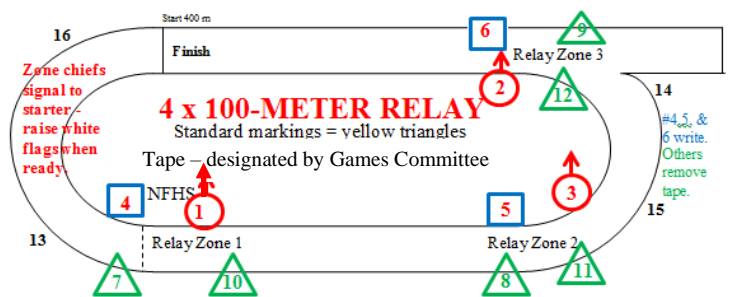 Start 400 m
16
Finish
6
9
Relay Zone 3
Zone chiefs
signal to
starter -
raise white
flags when
ready.
2
12
14
4 x 100-METER RELAY
Standard markings = yellow triangles
Tape – designated by Games Committee
#4,5, &
6 write.
Others
remove
tape.
NFHS
4
1
5
3
15
13
Relay Zone 1
Relay Zone 2
7
10
8
11